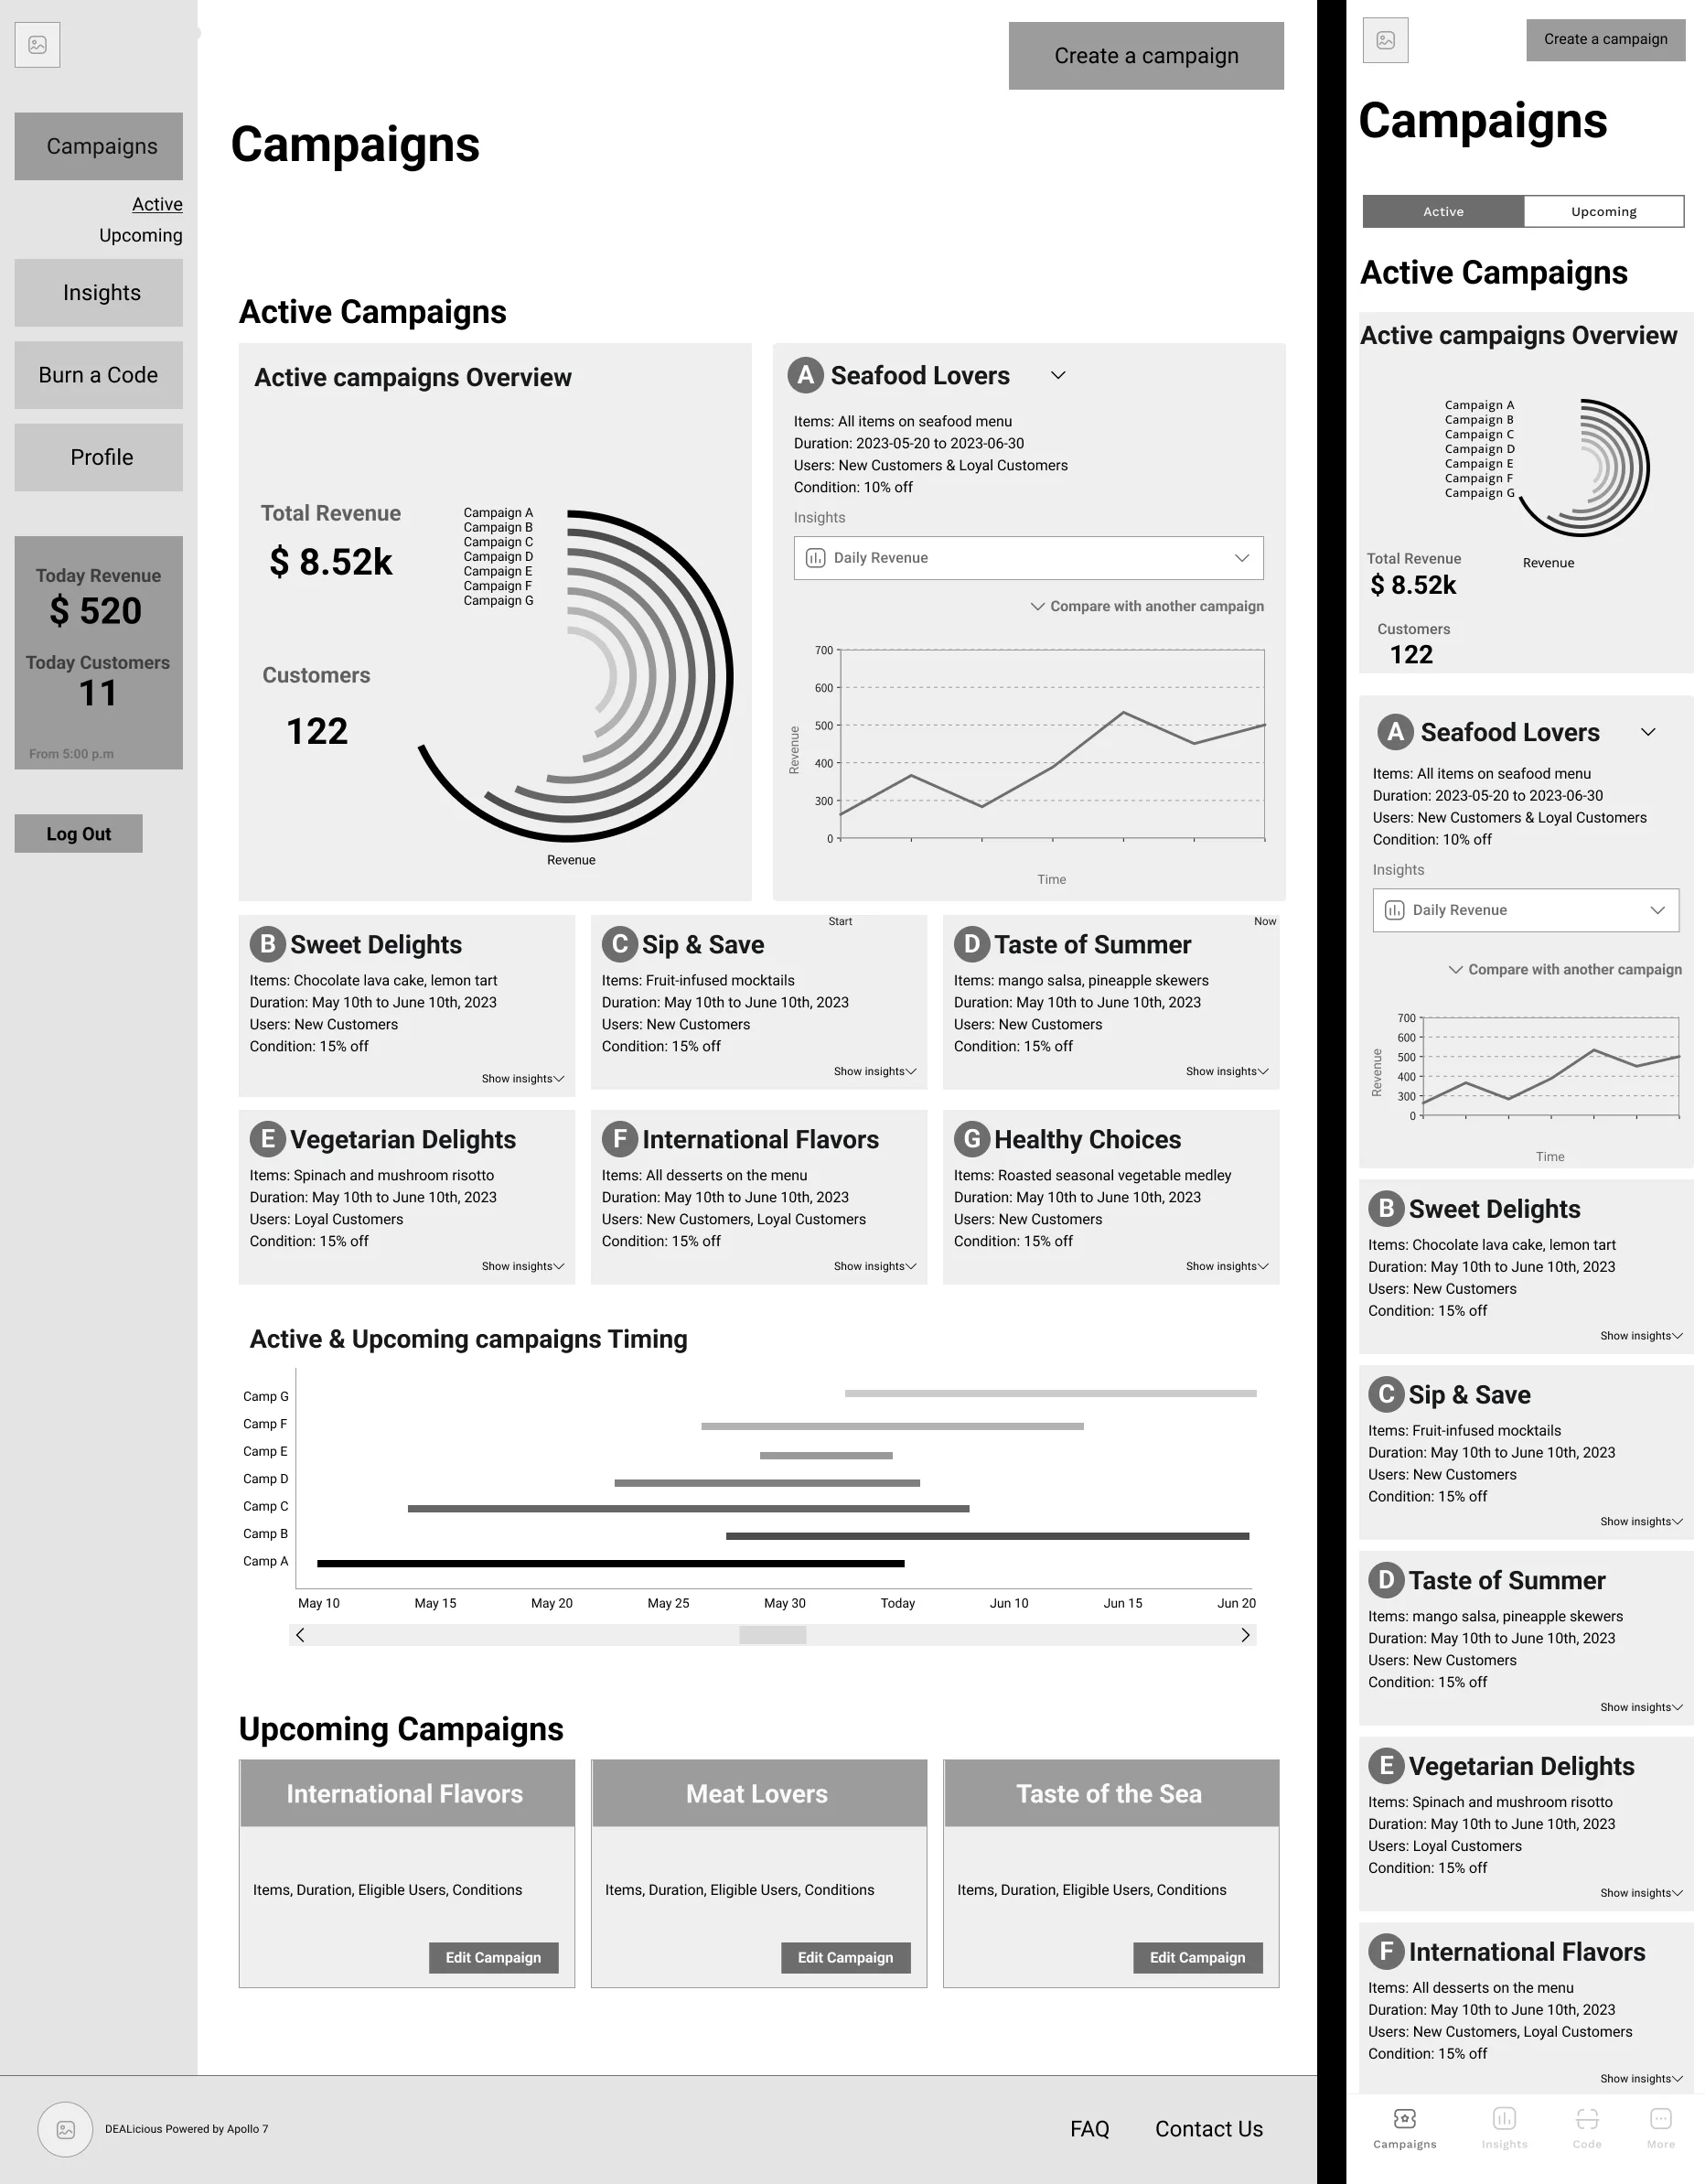 Create a campaign
Campaigns
Campaigns
Active
Upcoming
Insights
Burn a Code
Profile
Today Revenue
$ 520
Today Customers
11
From 5:00 p.m
Log Out
Active Campaigns
Active campaigns Overview
Total Revenue
$ 8.52k
Customers
122
Campaign A
Campaign B
Campaign C
Campaign D
Campaign E
Campaign F
Campaign G
Revenue
A Seafood Lovers
Items: All items on seafood menu
Duration: 2023-05-20 to 2023-06-30
Users: New Customers & Loyal Customers
Condition: 10% off
Insights
Daily Revenue
Compare with another campaign
700
600
500
400
300
0
Revenue
Time
Start
Now
B Sweet Delights
Items: Chocolate lava cake, lemon tart
Duration: May 10th to June 10th, 2023
Users: New Customers
Condition: 15% off
Show insights
C Sip & Save
Items: Fruit-infused mocktails
Duration: May 10th to June 10th, 2023
Users: New Customers
Condition: 15% off
Show insights
D Taste of Summer
Items: mango salsa, pineapple skewers
Duration: May 10th to June 10th, 2023
Users: New Customers
Condition: 15% off
Show insights
E Vegetarian Delights
Items: Spinach and mushroom risotto
Duration: May 10th to June 10th, 2023
Users: Loyal Customers
Condition: 15% off
Show insights
F International Flavors
Items: All desserts on the menu
Duration: May 10th to June 10th, 2023
Users: New Customers, Loyal Customers
Condition: 15% off
Show insights
G Healthy Choices
Items: Roasted seasonal vegetable medley
Duration: May 10th to June 10th, 2023
Users: New Customers
Condition: 15% off
Show insights
Active & Upcoming campaigns Timing
Camp G
Camp F
Camp E
Camp D
Camp C
Camp B
Camp A
May 10 May 15 May 20 May 25 May 30 Today Jun 10 Jun 15 Jun 20
Upcoming Campaigns
International Flavors
Items, Duration, Eligible Users, Conditions
Edit Campaign
Meat Lovers
Items, Duration, Eligible Users, Conditions
Edit Campaign
Taste of the Sea
Items, Duration, Eligible Users, Conditions
Edit Campaign
DEALicious Powered by Apollo 7
FAQ
Contact Us
Create a campaign
Campaigns
Active
Upcoming
Active Campaigns
Active campaigns Overview
Campaign A
Campaign B
Campaign C
Campaign D
Campaign E
Campaign F
Campaign G
Revenue
Total Revenue
$ 8.52k
Customers
122
A Seafood Lovers
Items: All items on seafood menu
Duration: 2023-05-20 to 2023-06-30
Users: New Customers & Loyal Customers
Condition: 10% off
Insights
Daily Revenue
Compare with another campaign
700
600
500
400
300
0
Revenue
Time
B Sweet Delights
Items: Chocolate lava cake, lemon tart
Duration: May 10th to June 10th, 2023
Users: New Customers
Condition: 15% off
Show insights
C Sip & Save
Items: Fruit-infused mocktails
Duration: May 10th to June 10th, 2023
Users: New Customers
Condition: 15% off
Show insights
D Taste of Summer
Items: mango salsa, pineapple skewers
Duration: May 10th to June 10th, 2023
Users: New Customers
Condition: 15% off
Show insights
E Vegetarian Delights
Items: Spinach and mushroom risotto
Duration: May 10th to June 10th, 2023
Users: Loyal Customers
Condition: 15% off
Show insights
F International Flavors
Items: All desserts on the menu
Duration: May 10th to June 10th, 2023
Users: New Customers, Loyal Customers
Condition: 15% off
Show insights
Campaigns
Insights
Code
More